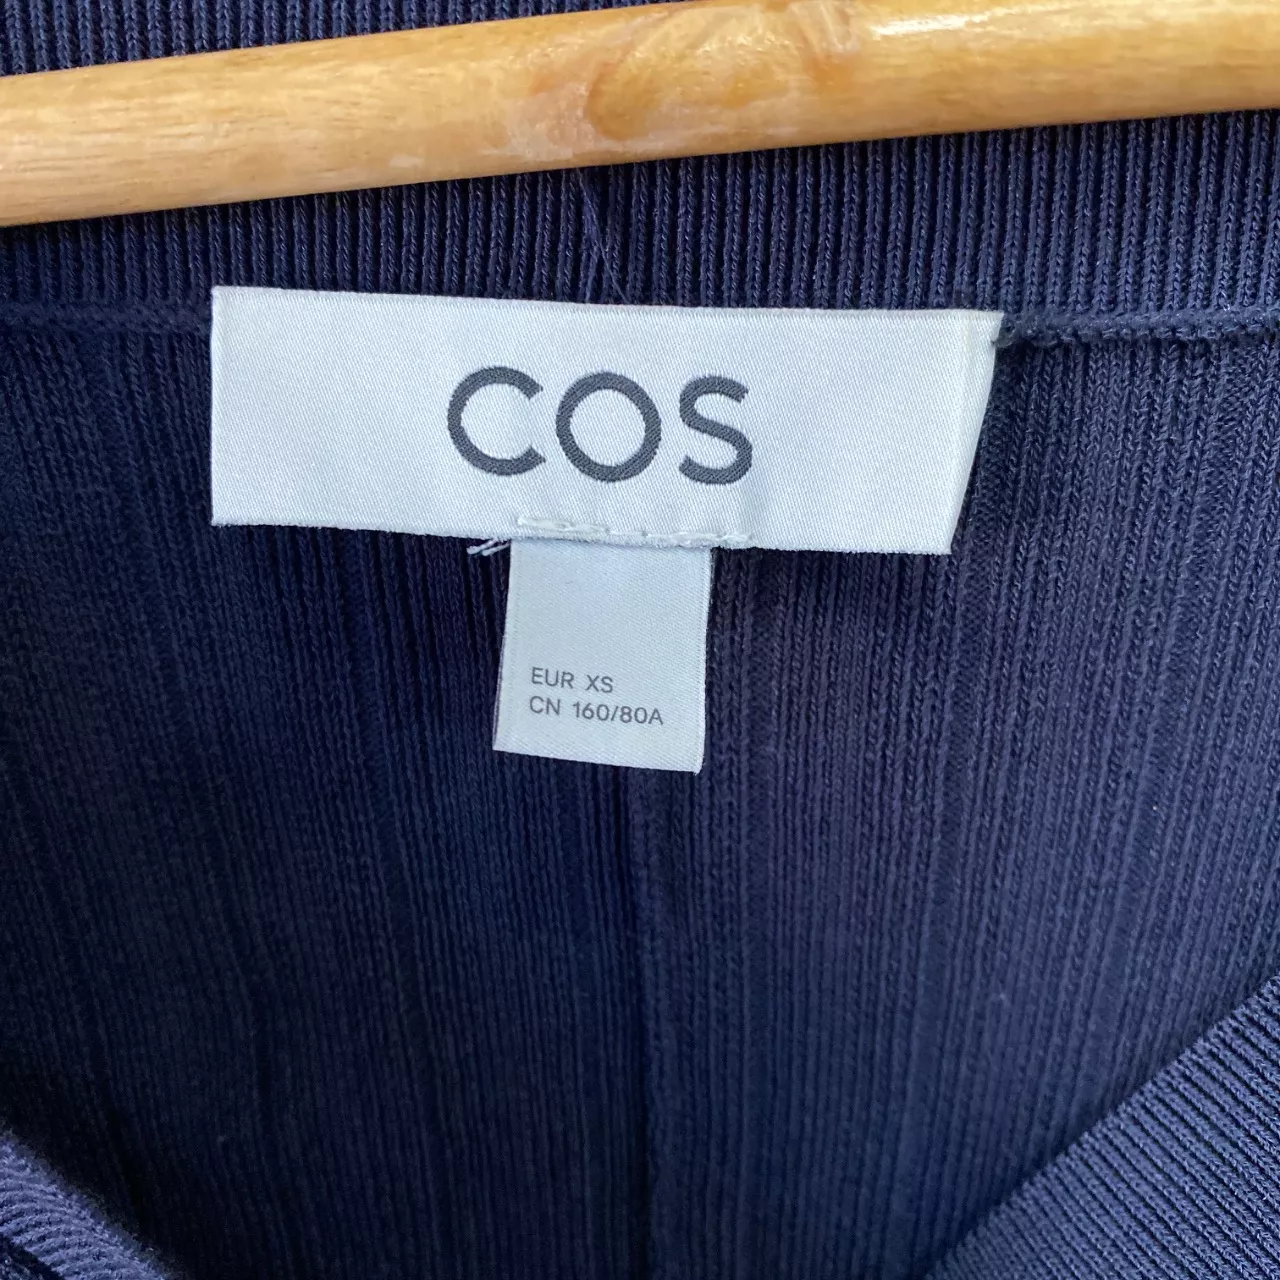 COS
EUR XS
CN 160/80A